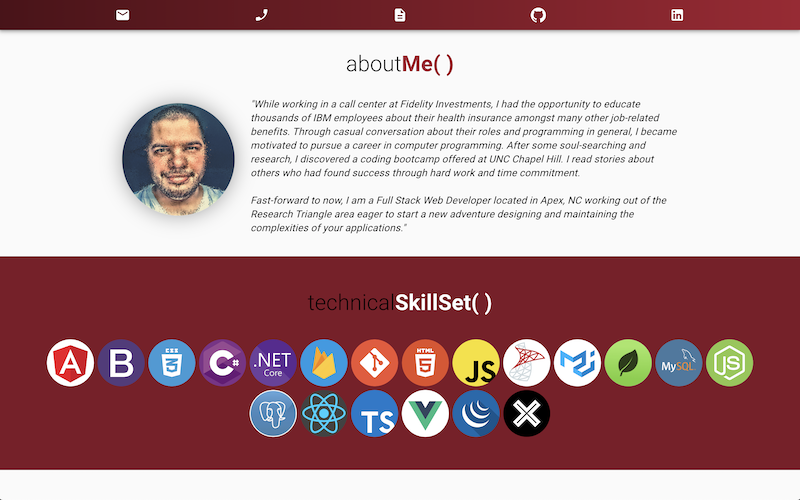 aboutMe( )
"While working in a call center at Fidelity Investments, I had the opportunity to educate
thousands of IBM employees about their health insurance amongst many other job-related
benefits. Through casual conversation about their roles and programming in general, I became
motivated to pursue a career in computer programming. After some soul-searching and
research, I discovered a coding bootcamp offered at UNC Chapel Hill. I read stories about
others who had found success through hard work and time commitment.
Fast-forward to now, I am a Full Stack Web Developer located in Apex, NC working out of the
Research Triangle area eager to start a new adventure designing and maintaining the
complexities of your applications."
technicalSkillSet( )
A B CSS 3 C# .NET Core HTML 5 JS MySQL JS
TS